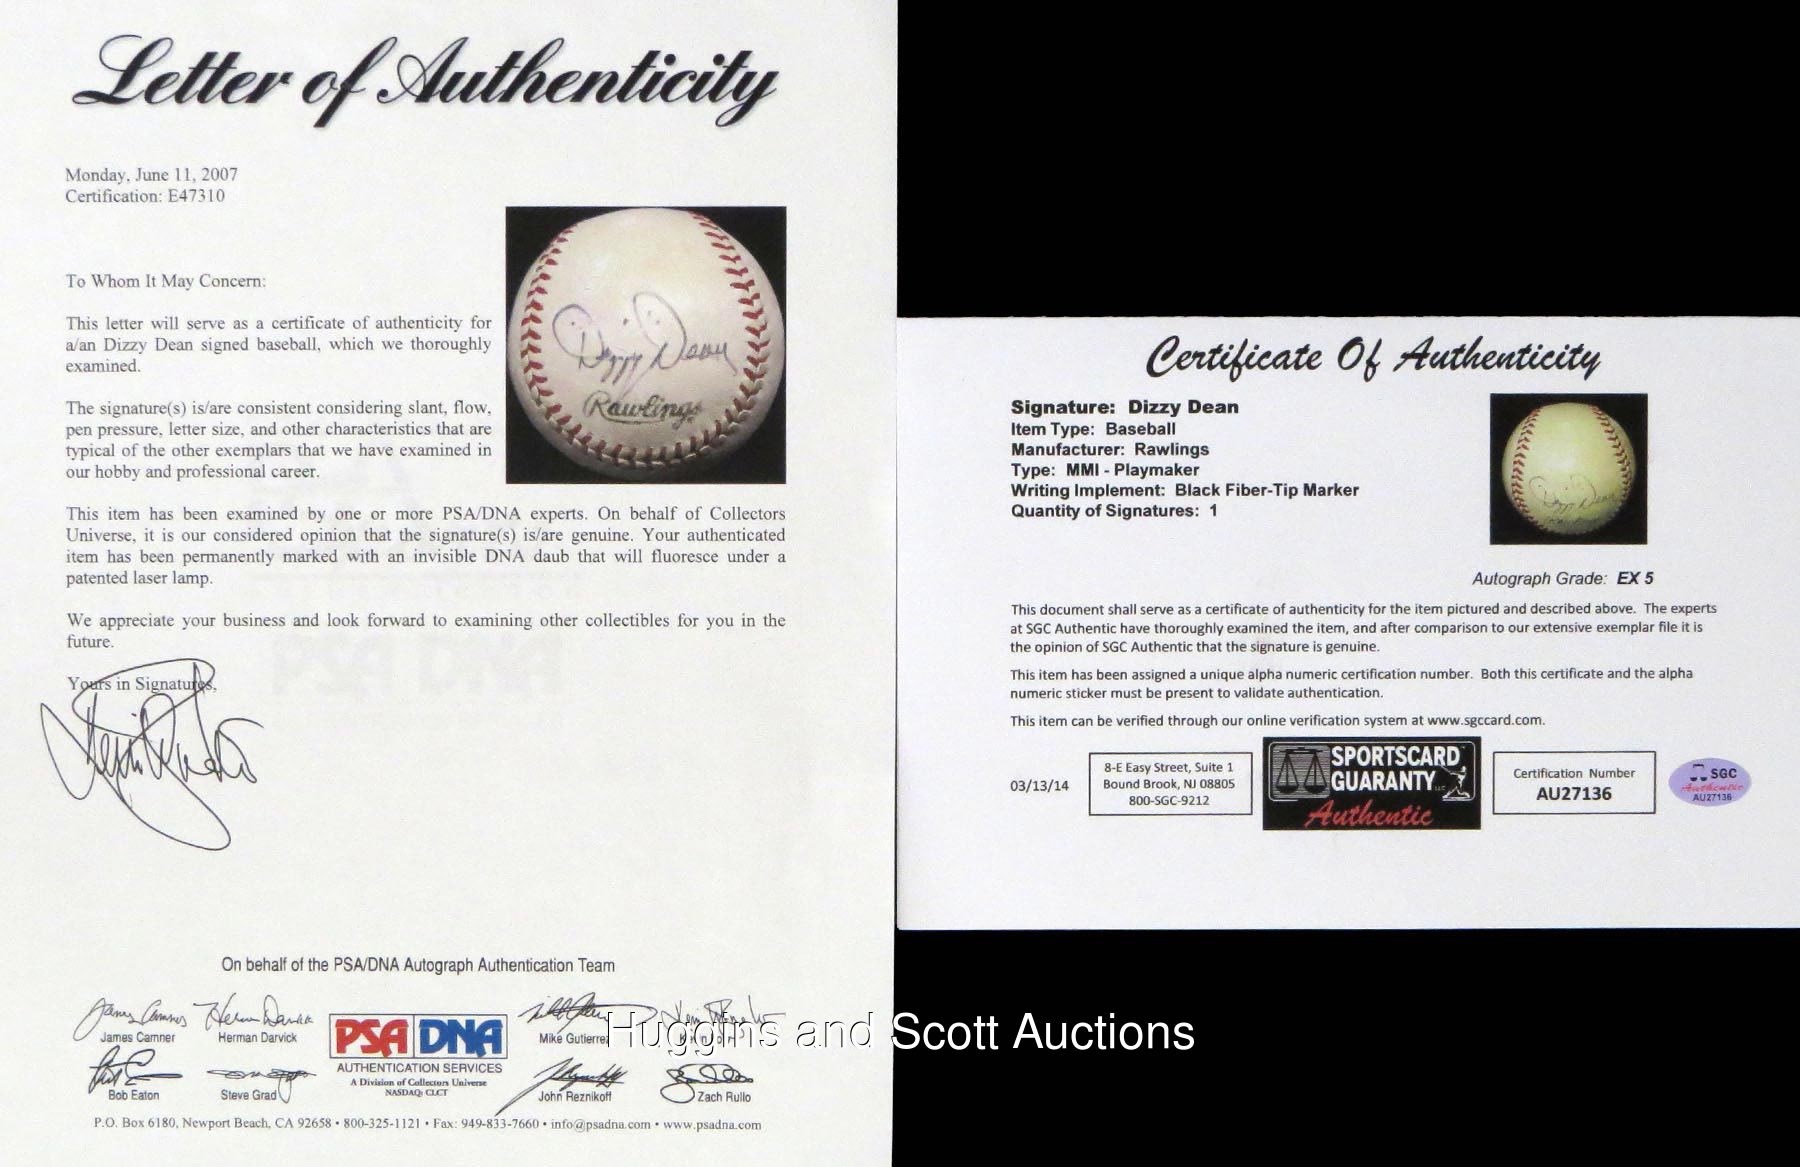 Letter of Authenticity
Monday, June 11, 2007
Certification: E47310
To Whom It May Concern:
This letter will serve as a certificate of authenticity for
a/an Dizzy Dean signed baseball, which we thoroughly
examined.
The signature(s) is/are consistent considering slant, flow,
pen pressure, letter size, and other characteristics that are
typical of the other exemplars that we have examined in
our hobby and professional career.
Dizzy Dean
Rawlings
This item has been examined by one or more PSA/DNA experts. On behalf of Collectors
Universe, it is our considered opinion that the signature(s) is/are genuine. Your authenticated
item has been permanently marked with an invisible DNA daub that will fluoresce under a
patented laser lamp.
We appreciate your business and look forward to examining other collectibles for you in the
future.
Yours in Signatures,
On behalf of the PSA/DNA Autograph Authentication Team
James Camner
Herman Darvick
Bob Eaton
Steve Grad
PSA DNA
AUTHENTICATION SERVICES
A Division of Collectors Universe
NASDAQ: CLCT
Mike
John Reznikoff
Zach Rullo
P.O. Box 6180, Newport Beach, CA 92658 • 800-325-1121 • Fax: 949-833-7660 • info@psadna.com • www.psadna.com
Certificate Of Authenticity
Signature: Dizzy Dean
Item Type: Baseball
Manufacturer: Rawlings
Type: MMI - Playmaker
Writing Implement: Black Fiber-Tip Marker
Quantity of Signatures: 1
Dizzy Dean
Autograph Grade: EX 5
This document shall serve as a certificate of authenticity for the item pictured and described above. The experts
at SGC Authentic have thoroughly examined the item, and after comparison to our extensive exemplar file it is
the opinion of SGC Authentic that the signature is genuine.
This item has been assigned a unique alpha numeric certification number. Both this certificate and the alpha
numeric sticker must be present to validate authentication.
This item can be verified through our online verification system at www.sgccard.com.
03/13/14
8-E Easy Street, Suite 1
Bound Brook, NJ 08805
800-SGC-9212
SPORTSCARD
GUARANTY LLC
Authentic
Certification Number
AU27136
SGC
Authentic
AU27136
Huggins and Scott Auctions